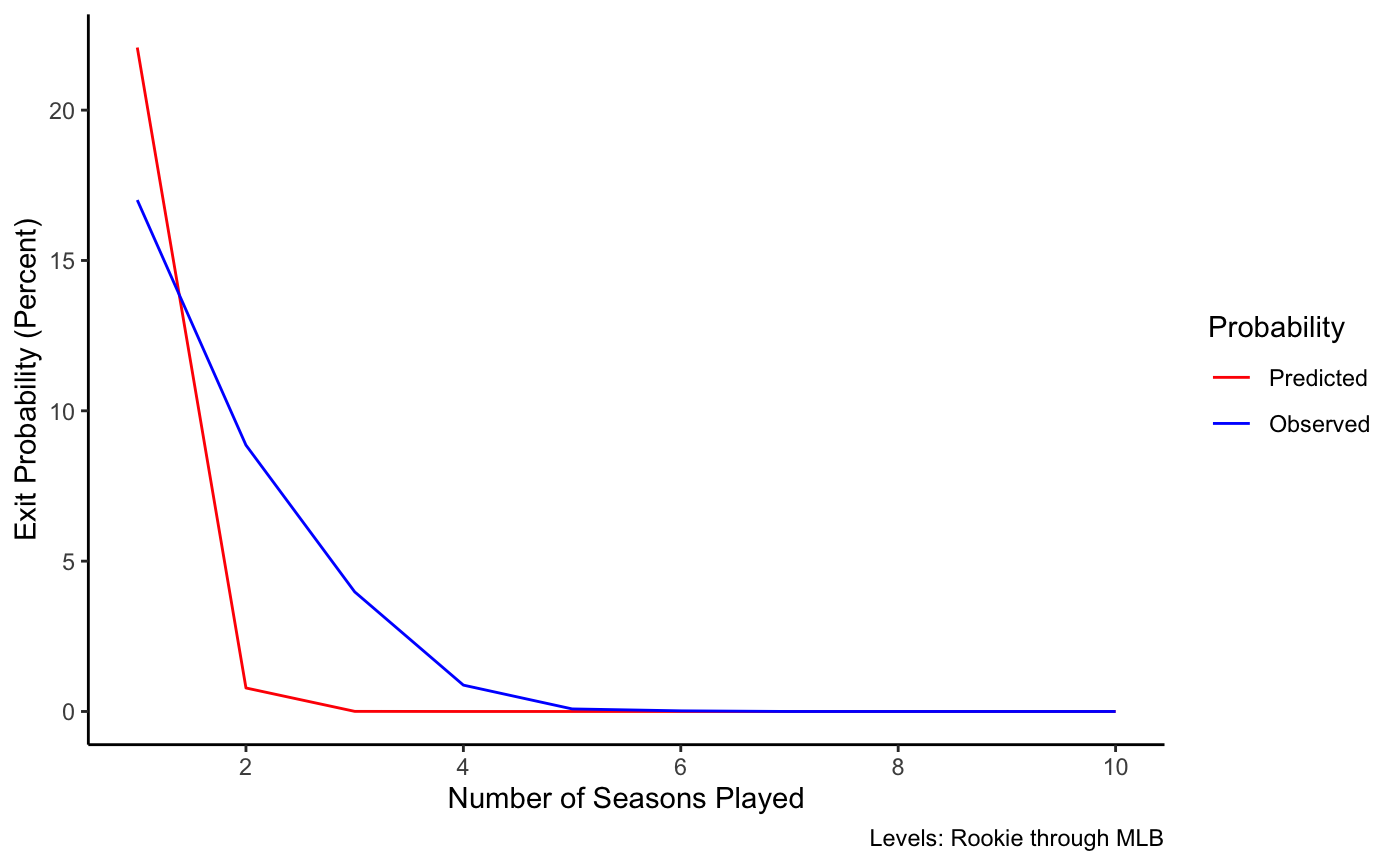 20
15
10
5
0
Exit Probability (Percent)
2 4 6 8 10
Number of Seasons Played
Levels: Rookie through MLB
Probability
Predicted
Observed